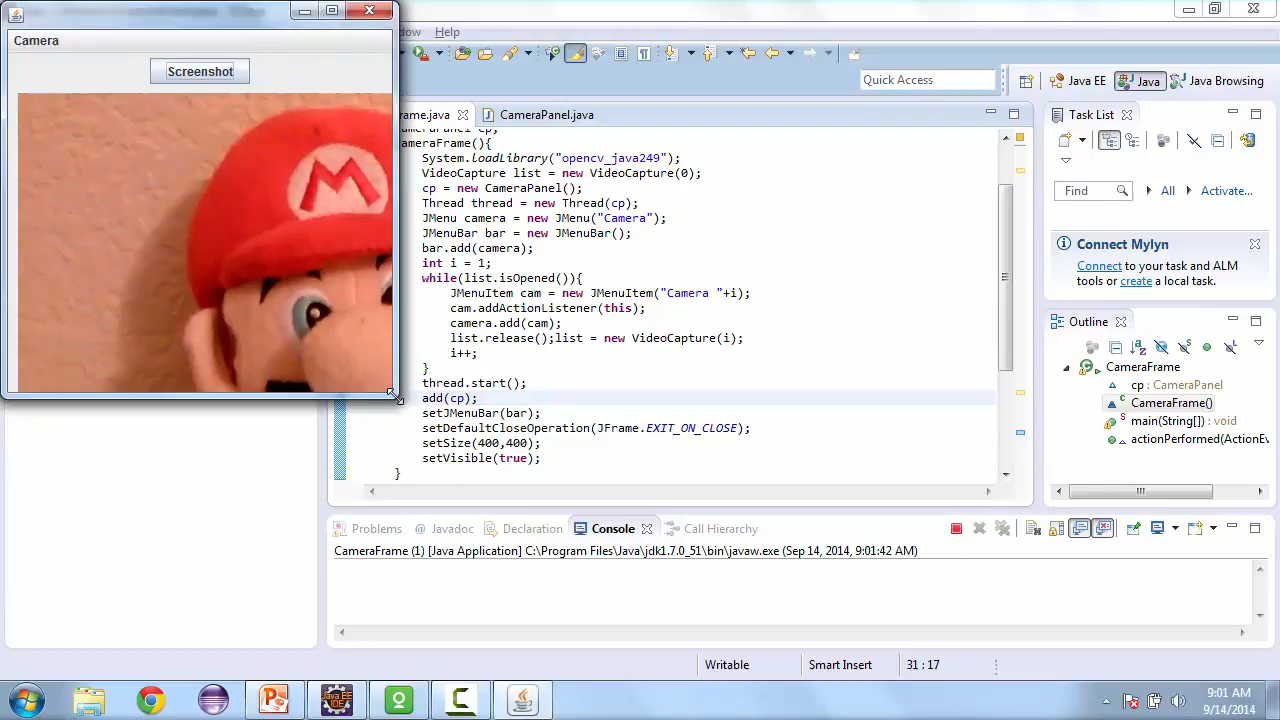 Camera
Screenshot
M
dow Help
Quick Access
Java EE
Java
Java Browsing
rame.java
CameraPanel.java
CameraPanel cp;
CameraFrame(){
System.loadLibrary("opencv_java249");
VideoCapture list = new VideoCapture(0);
cp = new CameraPanel();
Thread thread = new Thread(cp);
JMenu camera = new JMenu("Camera");
JMenuBar bar = new JMenuBar();
bar.add(camera);
int i = 1;
while(list.isOpened()){
JMenuItem cam = new JMenuItem("Camera "+i);
cam.addActionListener(this);
camera.add(cam);
list.release();list = new VideoCapture(i);
i++;
}
thread.start();
add(cp);
setJMenuBar(bar);
setDefaultCloseOperation(JFrame.EXIT_ON_CLOSE);
setSize(400,400);
setVisible(true);
}
Task List
Find
All
Activate...
Connect Mylyn
Connect to your task and ALM
tools or create a local task.
Outline
CameraFrame
cp : CameraPanel
CameraFrame()
main(String[]) : void
actionPerformed(ActionEv
Problems
@ Javadoc
Declaration
Console
Call Hierarchy
CameraFrame (1) [Java Application] C:\Program Files\Java\jdk1.7.0_51\bin\javaw.exe (Sep 14, 2014, 9:01:42 AM)
Writable
Smart Insert
31 : 17
Java EE
IDE
9:01 AM
9/14/2014